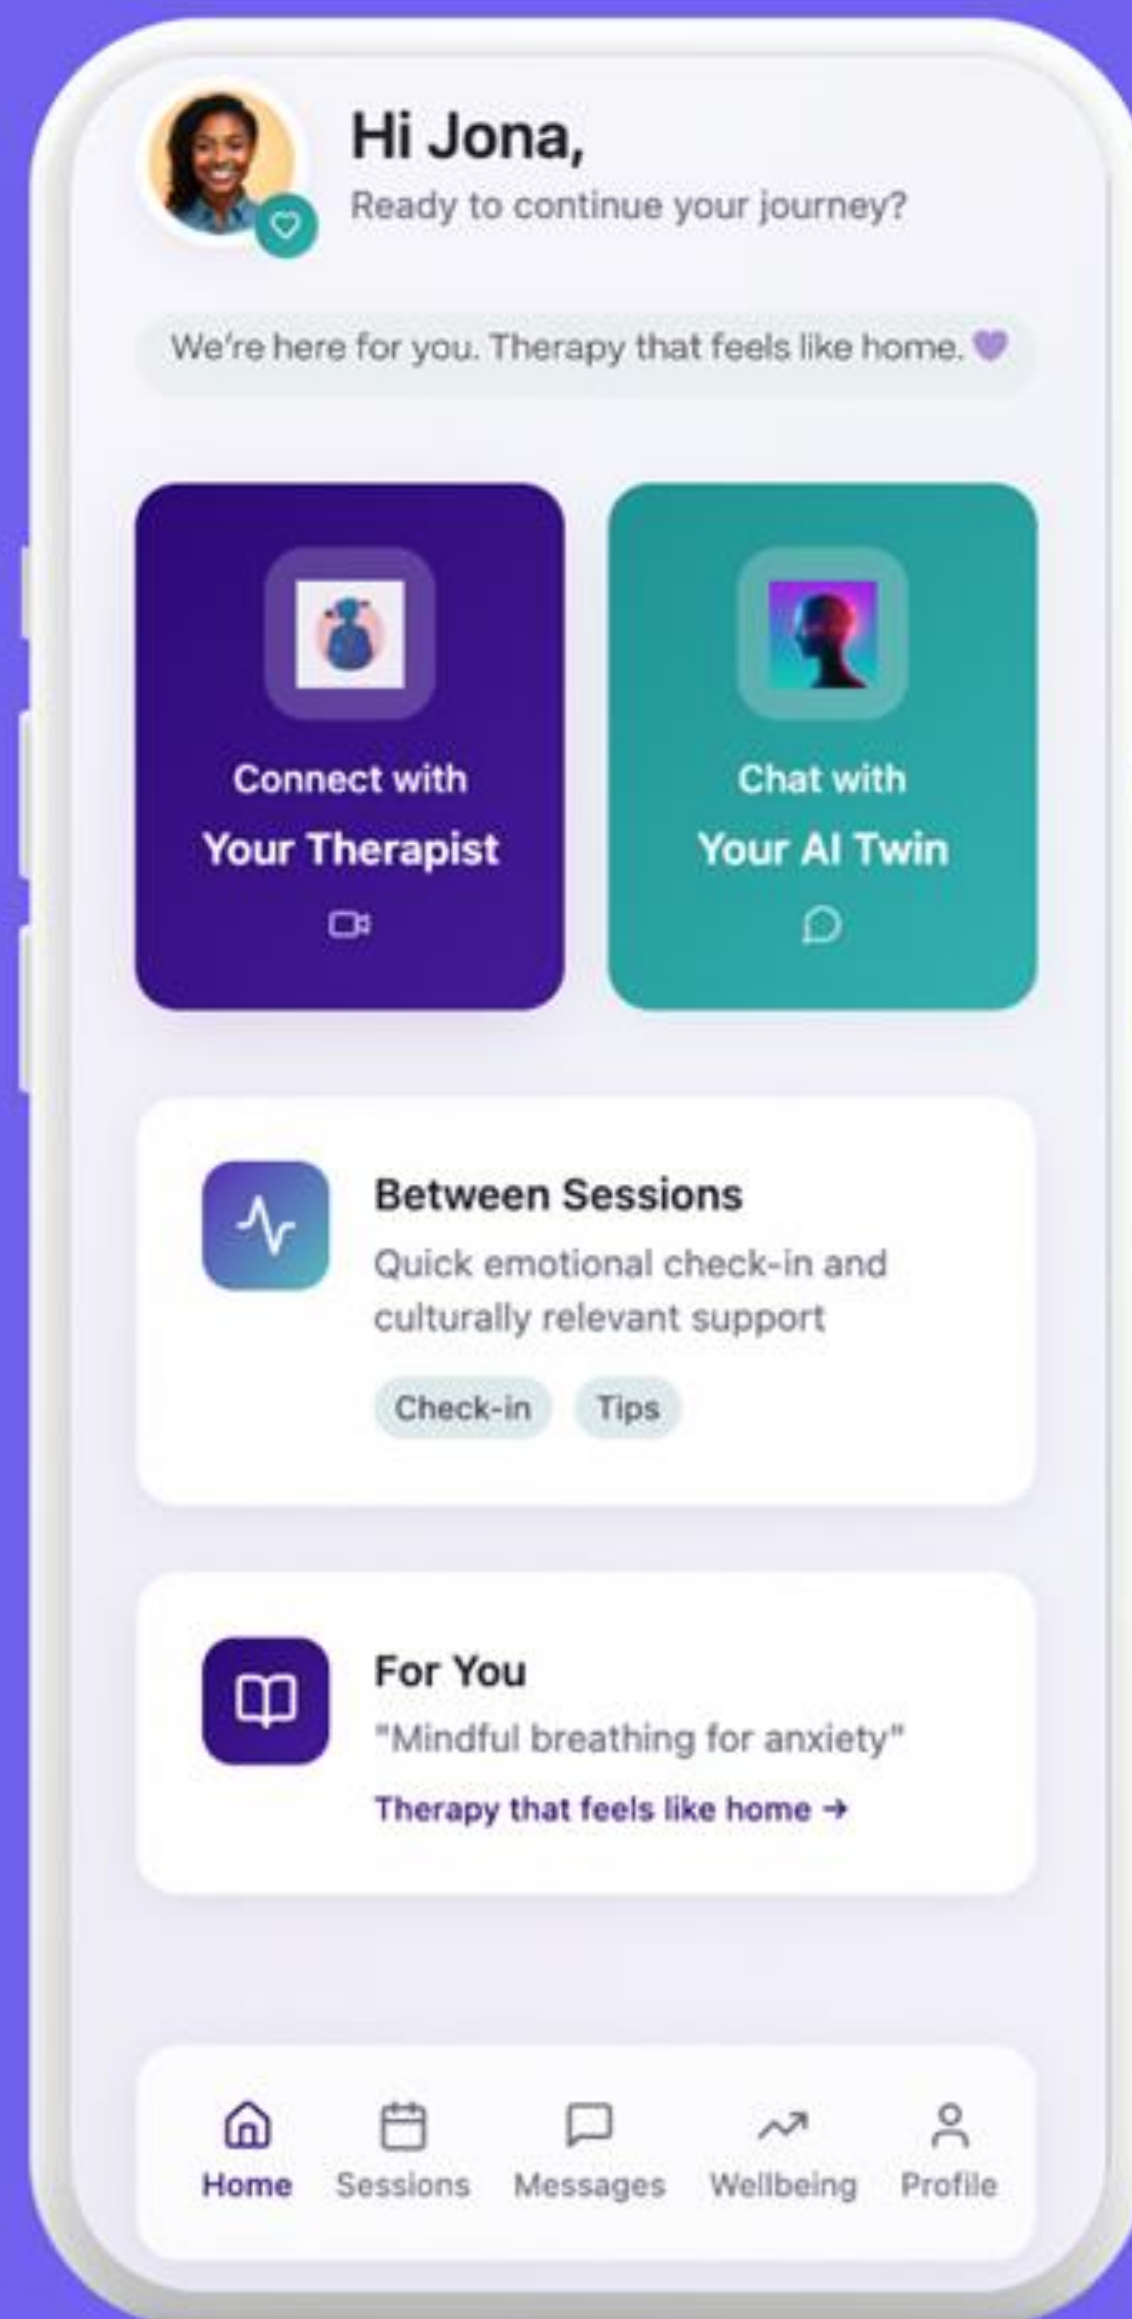 Hi Jona,
Ready to continue your journey?
We're here for you. Therapy that feels like home.
Connect with
Your Therapist
Chat with
Your AI Twin
Between Sessions
Quick emotional check-in and
culturally relevant support
Check-in
Tips
For You
"Mindful breathing for anxiety"
Therapy that feels like home →
Home
Sessions
Messages
Wellbeing
Profile